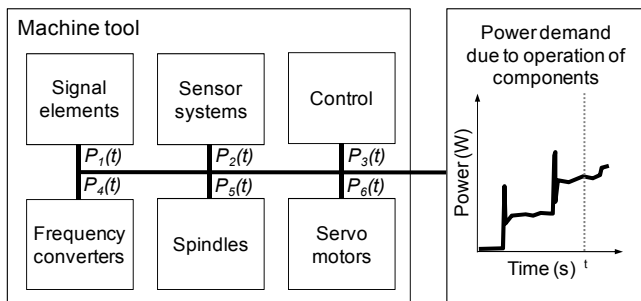 Machine tool
Signal
elements
Sensor
systems
Control
P1(t)
P2(t)
P3(t)
P4(t)
P5(t)
P6(t)
Frequency
converters
Spindles
Servo
motors
Power demand
due to operation of
components
Power (W)
Time (s)
t